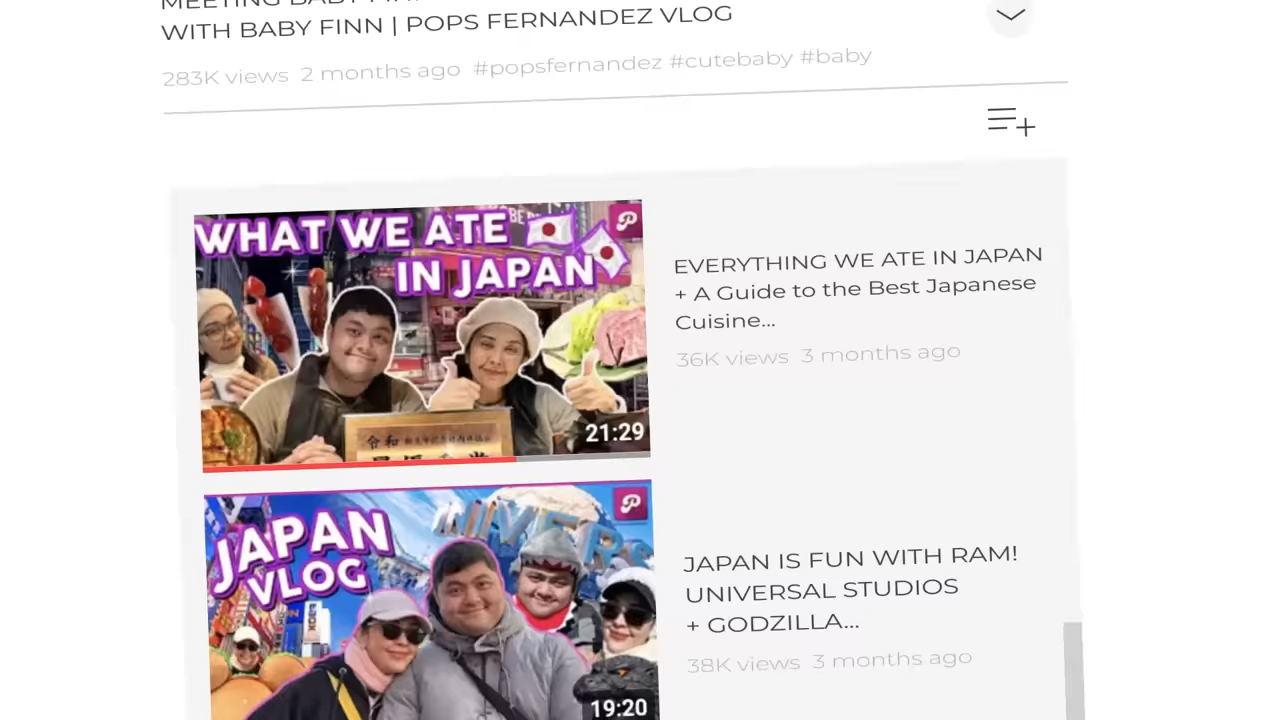 WITH BABY FINN | POPS FERNANDEZ VLOG
283K views 2 months ago #popsfernandez #cutebaby #baby
WHAT WE ATE
IN JAPAN
21:29
EVERYTHING WE ATE IN JAPAN
+ A Guide to the Best Japanese
Cuisine...
36K views 3 months ago
JAPAN
VLOG
19:20
JAPAN IS FUN WITH RAM!
UNIVERSAL STUDIOS
+ GODZILLA...
38K views 3 months ago